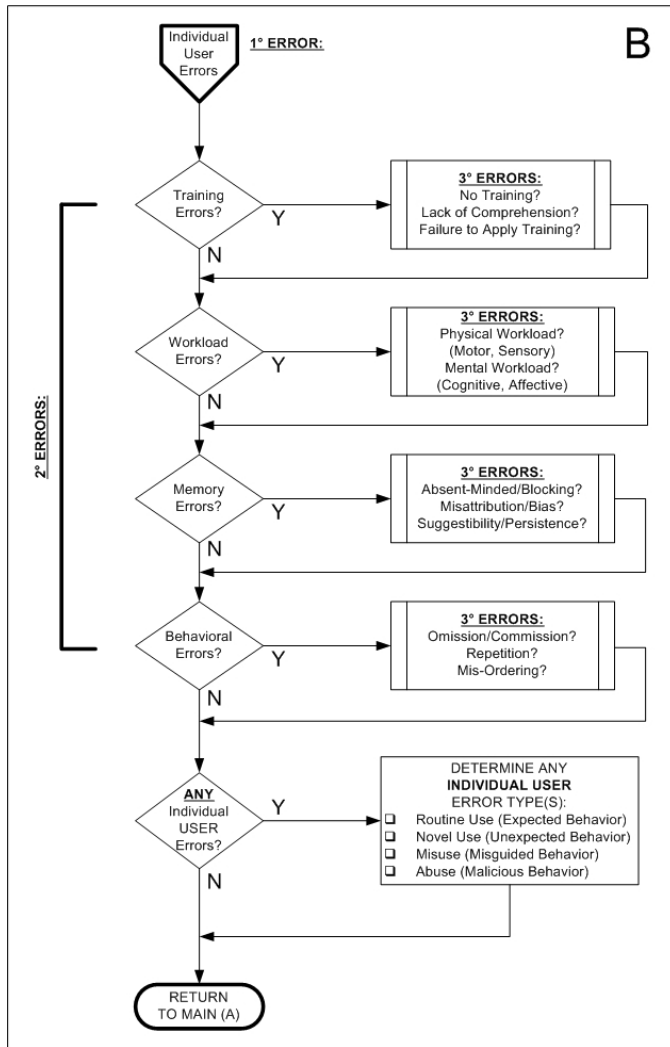 Individual
User
Errors
1° ERROR:
B
2° ERRORS:
Training
Errors?
Y
N
3° ERRORS:
No Training?
Lack of Comprehension?
Failure to Apply Training?
Workload
Errors?
Y
N
3° ERRORS:
Physical Workload?
(Motor, Sensory)
Mental Workload?
(Cognitive, Affective)
Memory
Errors?
Y
N
3° ERRORS:
Absent-Minded/Blocking?
Misattribution/Bias?
Suggestibility/Persistence?
Behavioral
Errors?
Y
N
3° ERRORS:
Omission/Commission?
Repetition?
Mis-Ordering?
ANY
Individual
USER
Errors?
Y
N
DETERMINE ANY
INDIVIDUAL USER
ERROR TYPE(S):
❑ Routine Use (Expected Behavior)
❑ Novel Use (Unexpected Behavior)
❑ Misuse (Misguided Behavior)
❑ Abuse (Malicious Behavior)
RETURN
TO MAIN (A)